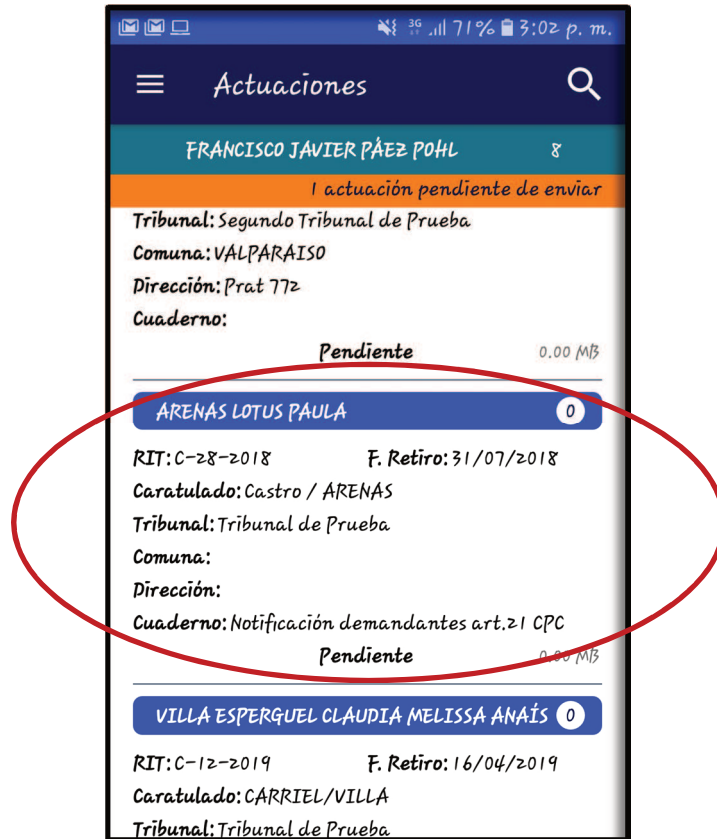 3G 71% 3:02 p. m.
Actuaciones
FRANCISCO JAVIER PÁEZ POHL 8
1 actuación pendiente de enviar
Tribunal: Segundo Tribunal de Prueba
Comuna: VALPARAISO
Dirección: Prat 772
Cuaderno:
Pendiente 0.00 MB
ARENAS LOTUS PAULA 0
RIT: C-28-2018 F. Retiro: 31/07/2018
Caratulado: Castro / ARENAS
Tribunal: Tribunal de Prueba
Comuna:
Dirección:
Cuaderno: Notificación demandantes art.21 CPC
Pendiente 0.00 MB
VILLA ESPERGUEL CLAUDIA MELISSA ANAÍS 0
RIT: C-12-2019 F. Retiro: 16/04/2019
Caratulado: CARRIEL/VILLA
Tribunal: Tribunal de Prueba